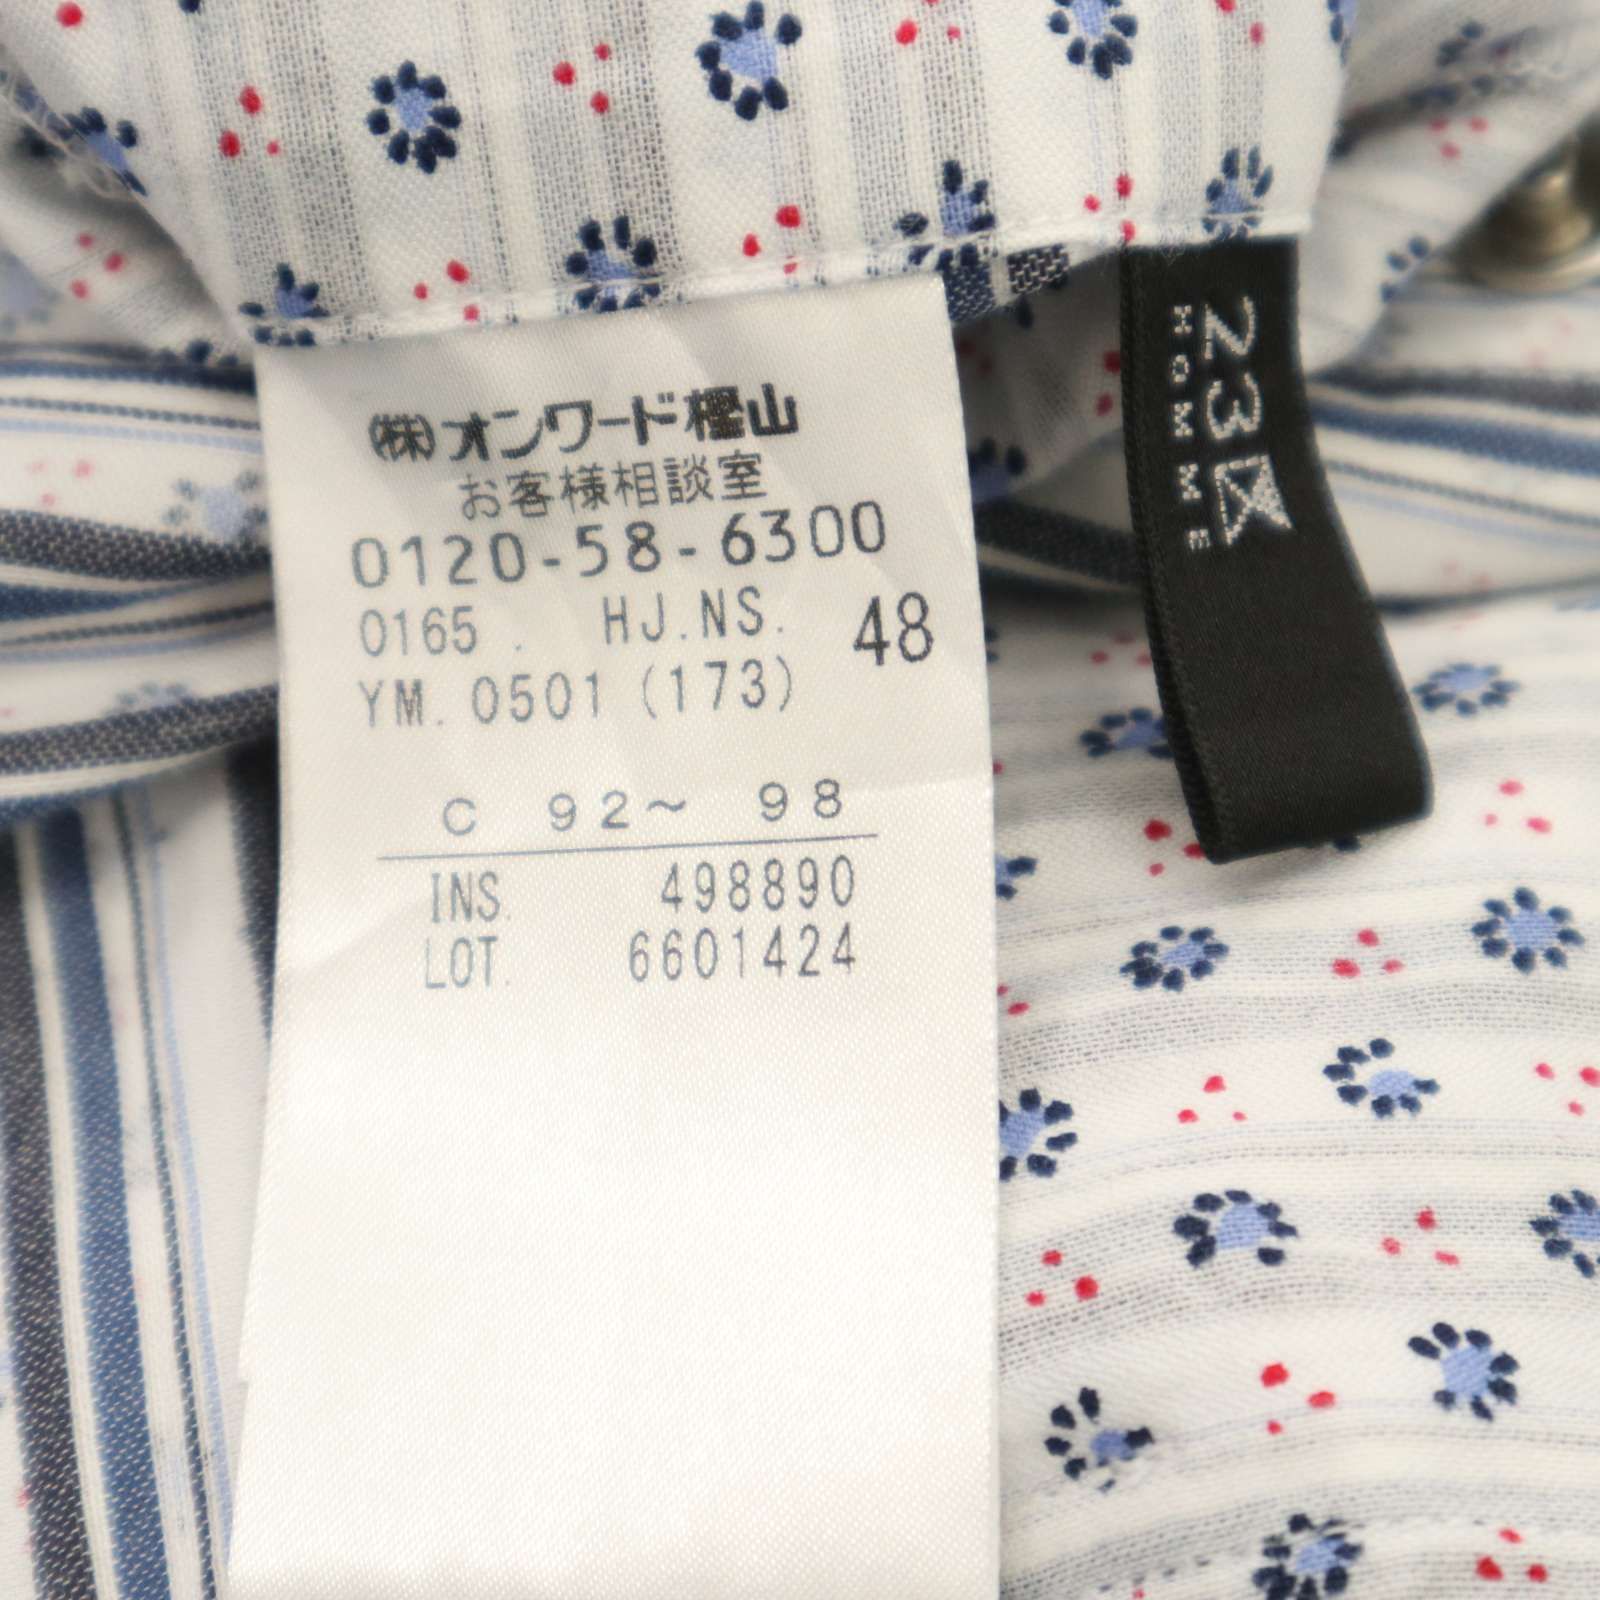 (株)オンワード樫山
お客様相談室
0120-58-6300
0165 . HJ.NS. 48
YM. 0501 (173)
C 92～ 98
INS. 498890
LOT. 6601424
23区
HOMME